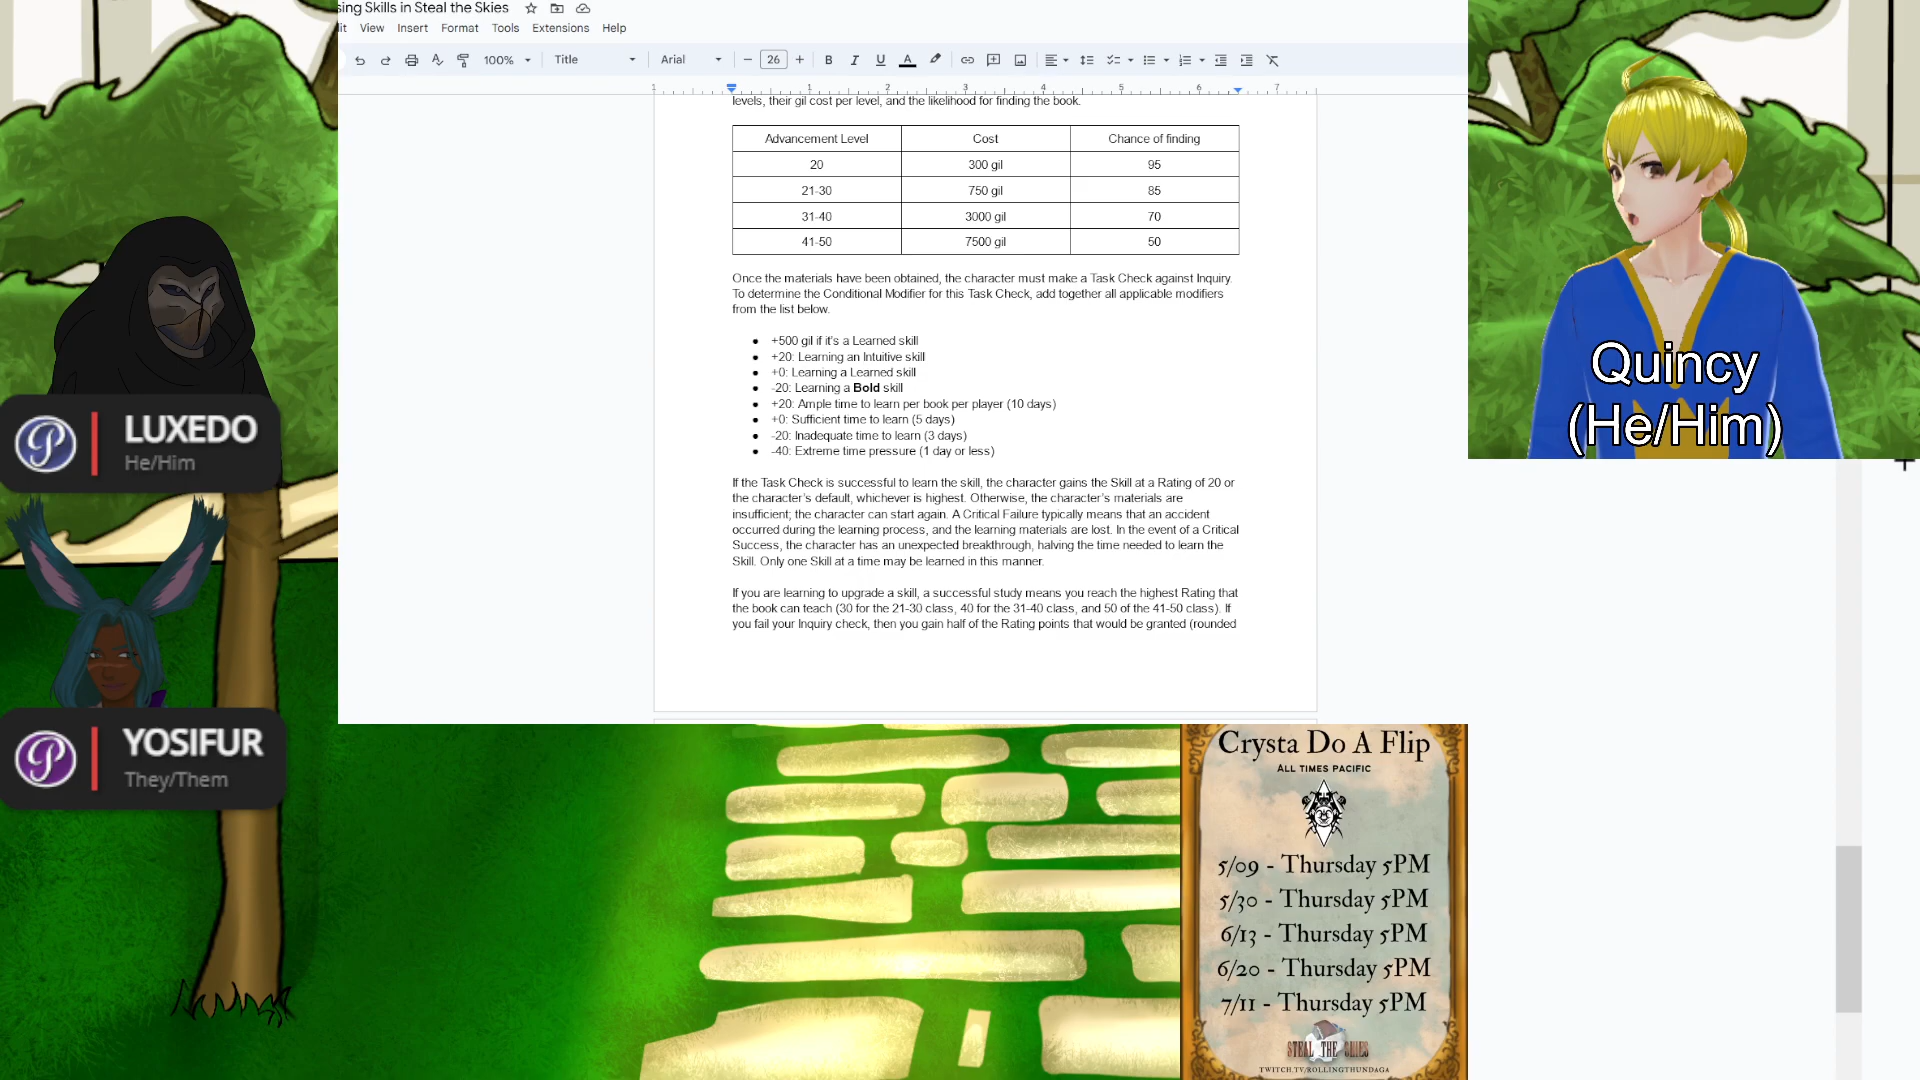 sing Skills in Steal the Skies
it View Insert Format Tools Extensions Help
100% Title Arial 26 B I U A
1 1 2 3 4 5 6 7
levels, their gil cost per level, and the likelihood for finding the book.
Advancement Level Cost Chance of finding
20 300 gil 95
21-30 750 gil 85
31-40 3000 gil 70
41-50 7500 gil 50
Once the materials have been obtained, the character must make a Task Check against Inquiry.
To determine the Conditional Modifier for this Task Check, add together all applicable modifiers
from the list below.
● +500 gil if it's a Learned skill
● +20: Learning an Intuitive skill
● +0: Learning a Learned skill
● -20: Learning a Bold skill
● +20: Ample time to learn per book per player (10 days)
● +0: Sufficient time to learn (5 days)
● -20: Inadequate time to learn (3 days)
● -40: Extreme time pressure (1 day or less)
If the Task Check is successful to learn the skill, the character gains the Skill at a Rating of 20 or
the character's default, whichever is highest. Otherwise, the character's materials are
insufficient; the character can start again. A Critical Failure typically means that an accident
occurred during the learning process, and the learning materials are lost. In the event of a Critical
Success, the character has an unexpected breakthrough, halving the time needed to learn the
Skill. Only one Skill at a time may be learned in this manner.
If you are learning to upgrade a skill, a successful study means you reach the highest Rating that
the book can teach (30 for the 21-30 class, 40 for the 31-40 class, and 50 of the 41-50 class). If
you fail your Inquiry check, then you gain half of the Rating points that would be granted (rounded
Quincy
(He/Him)
LUXEDO
He/Him
YOSIFUR
They/Them
Crysta Do A Flip
ALL TIMES PACIFIC
5/09 - Thursday 5PM
5/30 - Thursday 5PM
6/13 - Thursday 5PM
6/20 - Thursday 5PM
7/11 - Thursday 5PM
STEAL THE SKIES
TWITCH.TV/ROLLINGTHUNDAGA